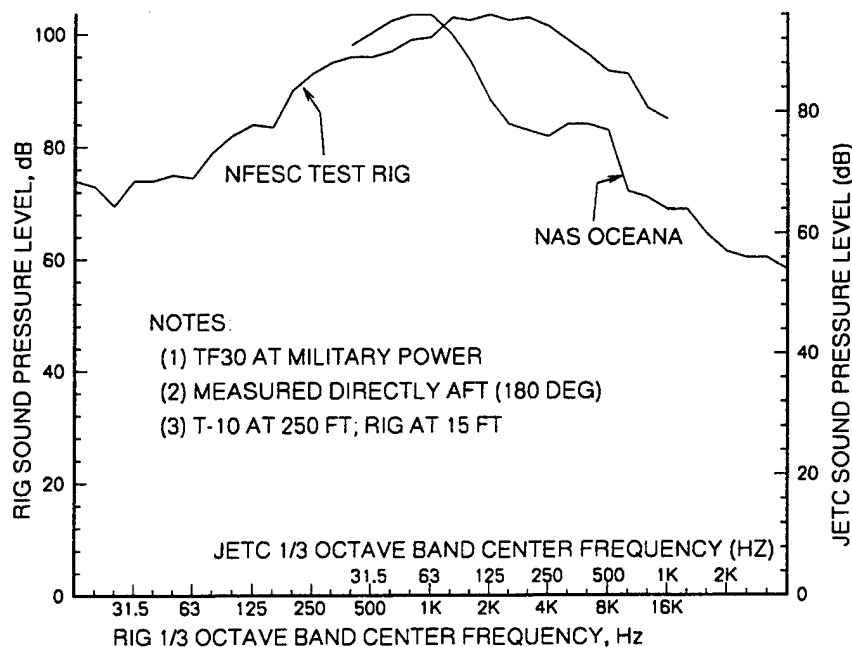 100
80
60
40
20
0
RIG SOUND PRESSURE LEVEL, dB
80
60
40
20
0
JETC SOUND PRESSURE LEVEL (dB)
NFESC TEST RIG
NAS OCEANA
NOTES:
(1) TF30 AT MILITARY POWER
(2) MEASURED DIRECTLY AFT (180 DEG)
(3) T-10 AT 250 FT; RIG AT 15 FT
JETC 1/3 OCTAVE BAND CENTER FREQUENCY (HZ)
31.5 63 125 250 500 1K 2K
31.5 63 125 250 500 1K 2K 4K 8K 16K
RIG 1/3 OCTAVE BAND CENTER FREQUENCY, Hz